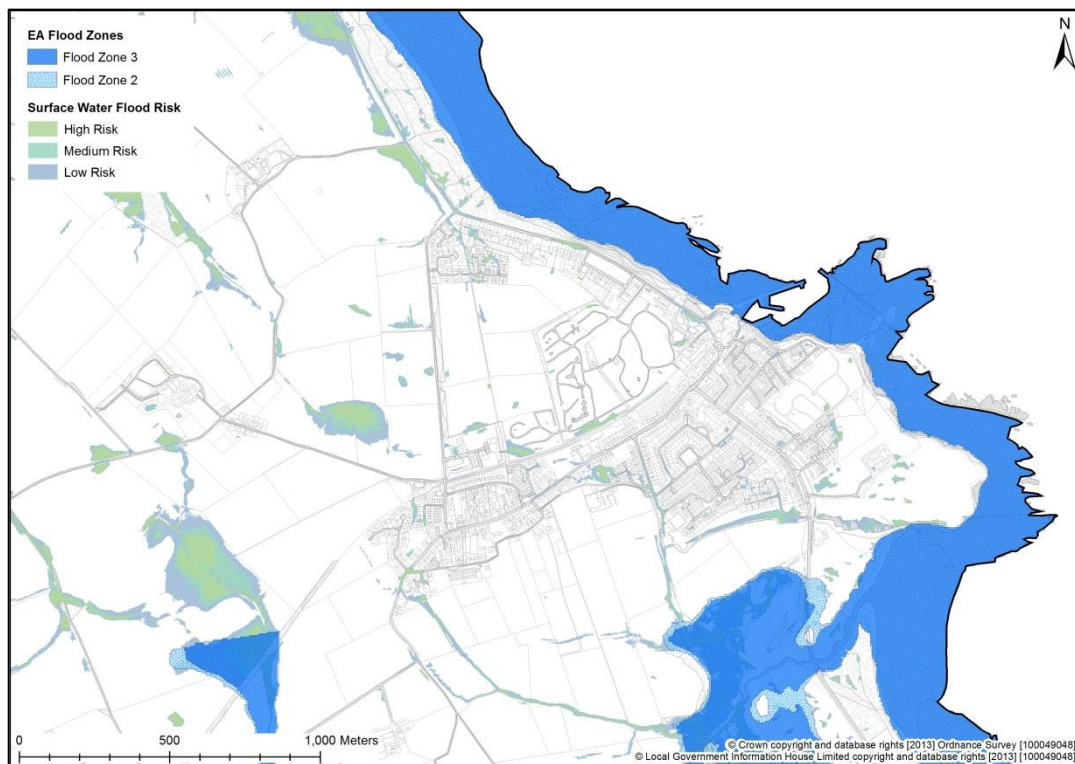 EA Flood Zones
Flood Zone 3
Flood Zone 2
Surface Water Flood Risk
High Risk
Medium Risk
Low Risk
N
0 500 1,000 Meters
© Crown copyright and database rights [2013] Ordnance Survey [100049048]
© Local Government Information House Limited copyright and database rights [2013] [100049048]